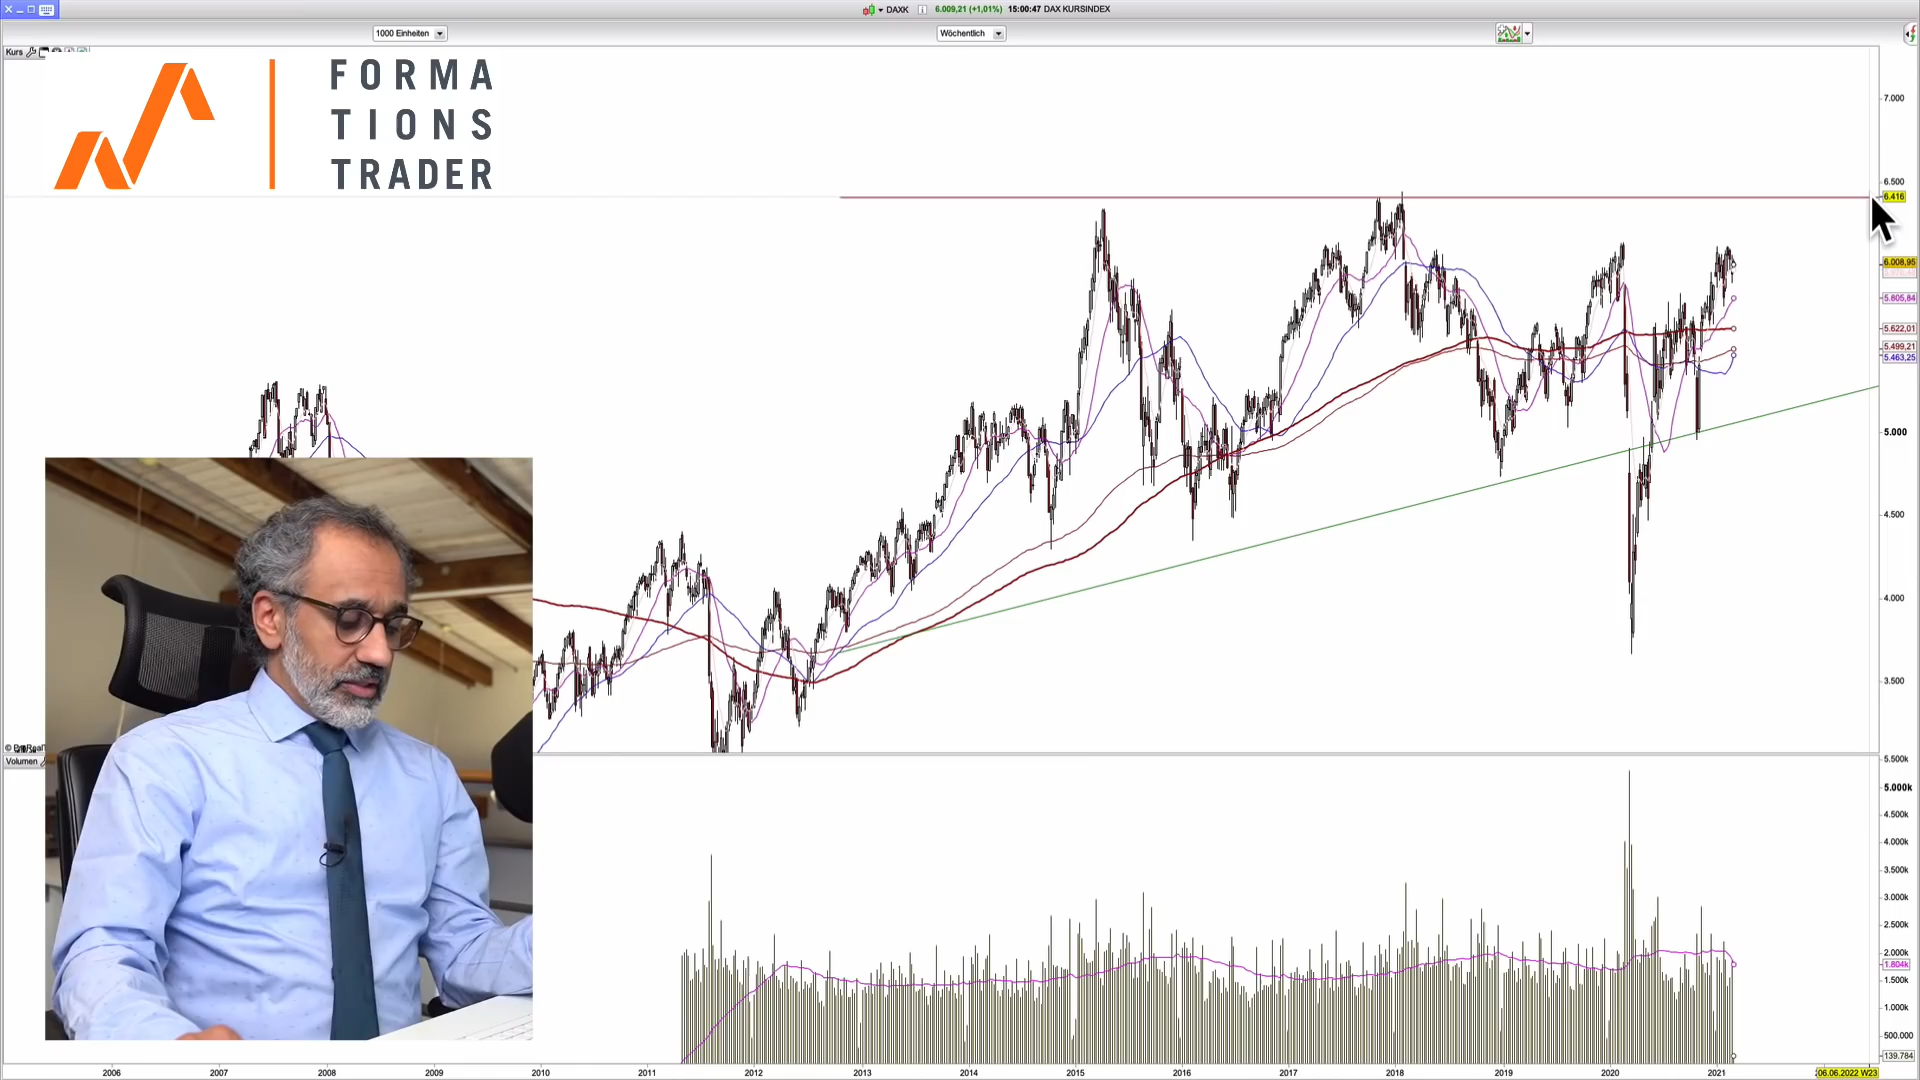 DAXK
6.009,21 (+1,01%)
15:00:47 DAX KURSINDEX
1000 Einheiten
Wöchentlich
Kurs
FORMA
TIONS
TRADER
7.000
6.500
6.416
6.008,95
5.805,84
5.622,01
5.499,21
5.463,25
5.000
4.500
4.000
3.500
Volumen
5.500k
5.000k
4.500k
4.000k
3.500k
3.000k
2.500k
2.000k
1.804k
1.500k
1.000k
500.000
139.784
2006
2007
2008
2009
2010
2011
2012
2013
2014
2015
2016
2017
2018
2019
2020
2021
06.06.2022 W23